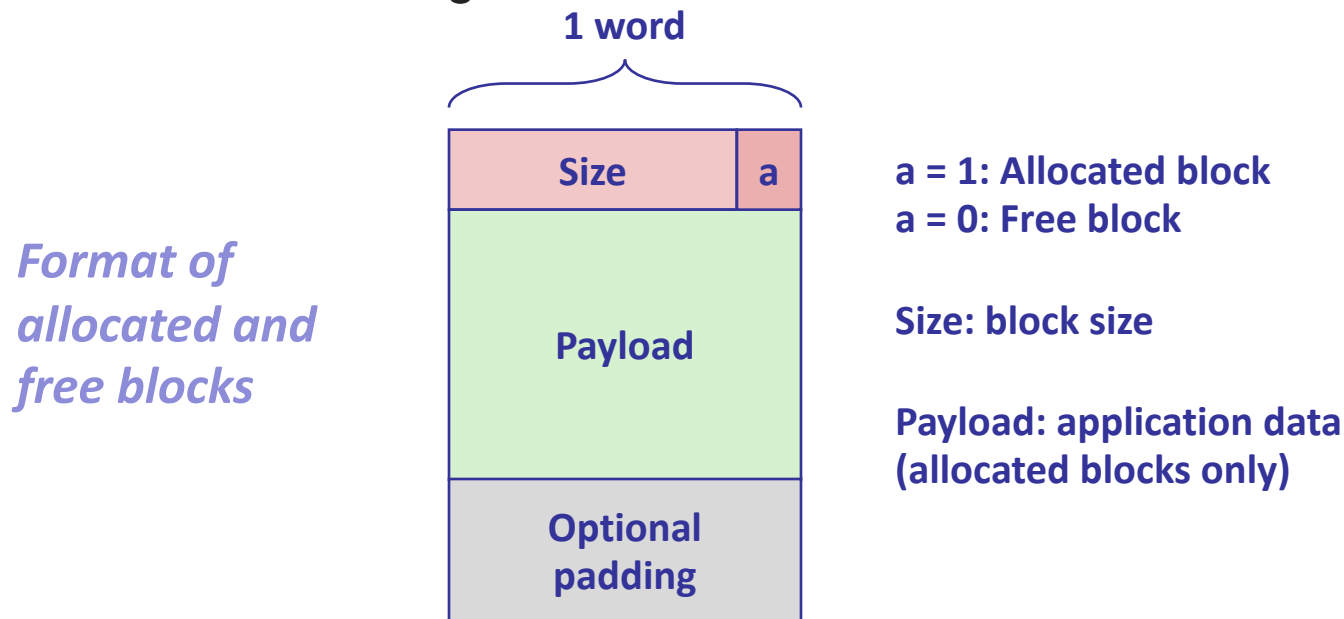 1 word
Size a
a = 1: Allocated block
a = 0: Free block
Format of
allocated and
free blocks
Payload
Size: block size
Payload: application data
(allocated blocks only)
Optional
padding